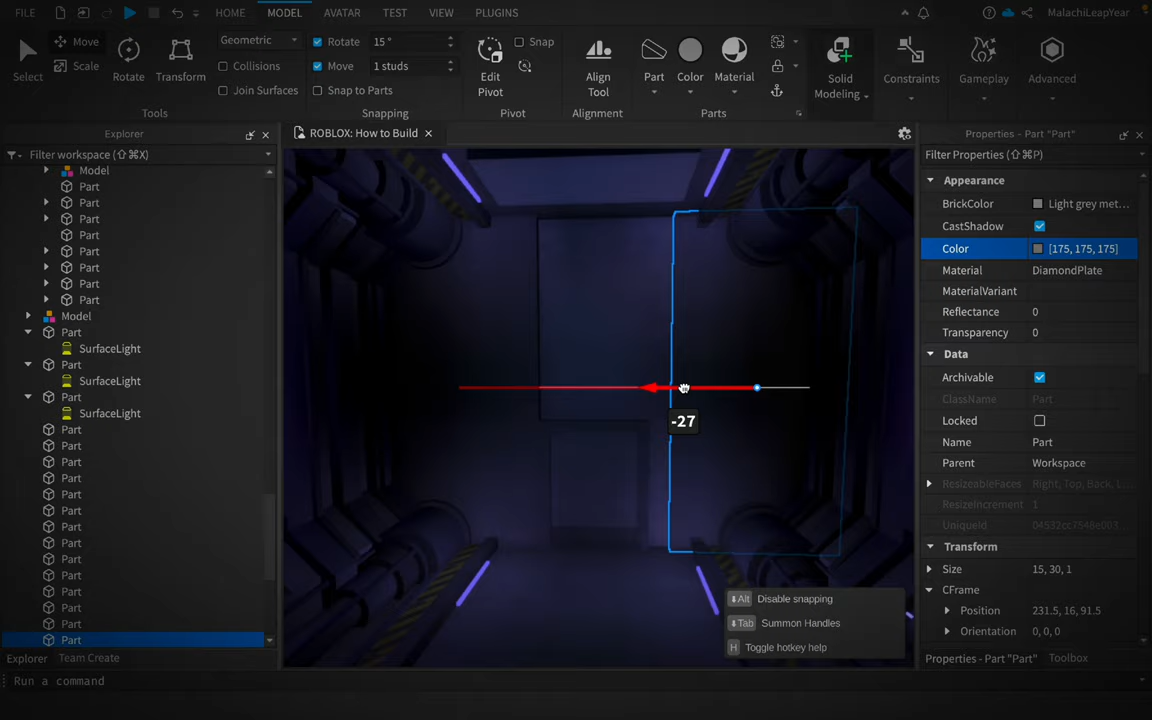 FILE HOME MODEL AVATAR TEST VIEW PLUGINS MalachiLeapYear
Select Move Scale Rotate Transform
Tools
Geometric
Collisions
Join Surfaces
Rotate 15 °
Move 1 studs
Snap to Parts
Snapping
Edit Pivot
Snap
Pivot
Align Tool
Alignment
Part Color Material
Parts
Solid Modeling
Constraints
Gameplay
Advanced
Explorer
Filter workspace (⇧⌘X)
Model
Part
Part
Part
Part
Part
Part
Part
Part
Model
Part
SurfaceLight
Part
SurfaceLight
Part
SurfaceLight
Part
Part
Part
Part
Part
Part
Part
Part
Part
Part
Part
Part
Part
Part
Explorer Team Create
Run a command
ROBLOX: How to Build
-27
Alt Disable snapping
Tab Summon Handles
H Toggle hotkey help
Properties - Part "Part"
Filter Properties (⇧⌘P)
Appearance
BrickColor Light grey met...
CastShadow
Color [175, 175, 175]
Material DiamondPlate
MaterialVariant
Reflectance 0
Transparency 0
Data
Archivable
ClassName Part
Locked
Name Part
Parent Workspace
ResizeableFaces Right, Top, Back, L...
ResizeIncrement 1
UniqueId 04532cc7548e003...
Transform
Size 15, 30, 1
CFrame
Position 231.5, 16, 91.5
Orientation 0, 0, 0
Properties - Part "Part" Toolbox